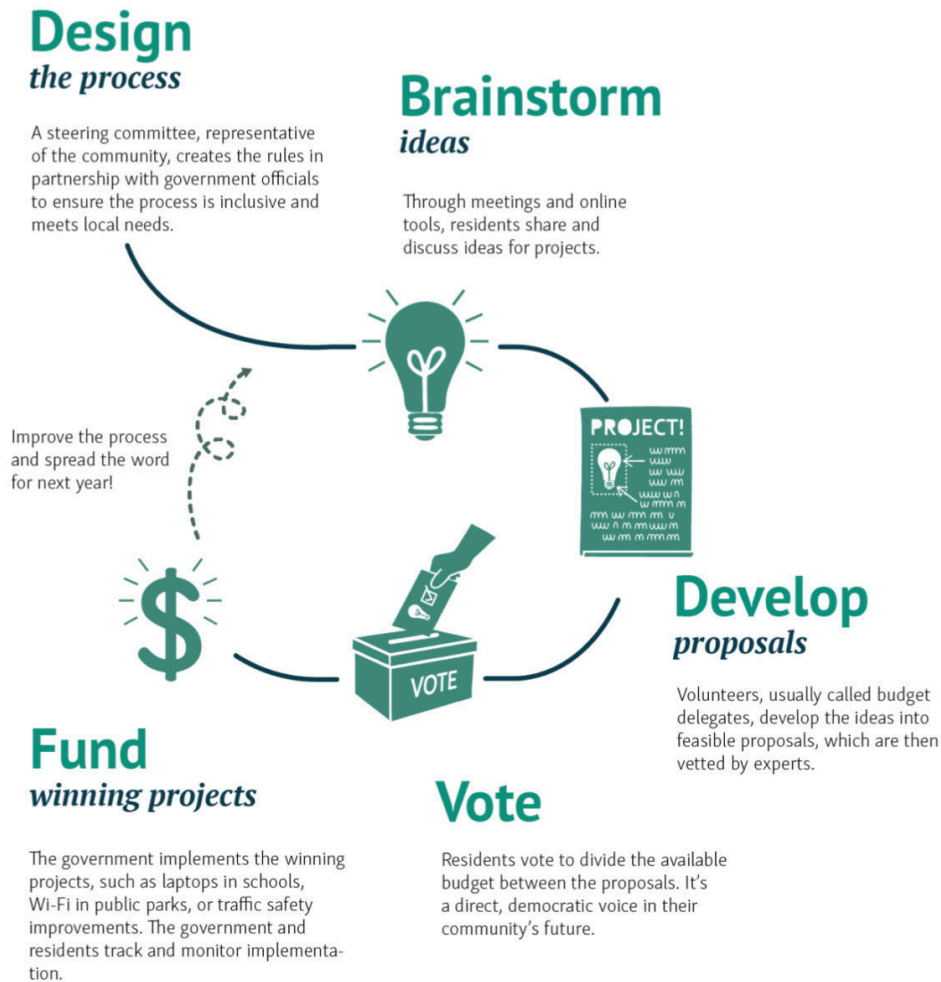 Design
the process
A steering committee, representative
of the community, creates the rules in
partnership with government officials
to ensure the process is inclusive and
meets local needs.
Brainstorm
ideas
Through meetings and online
tools, residents share and
discuss ideas for projects.
PROJECT!
Develop
proposals
Volunteers, usually called budget
delegates, develop the ideas into
feasible proposals, which are then
vetted by experts.
VOTE
Vote
Residents vote to divide the available
budget between the proposals. It's
a direct, democratic voice in their
community's future.
Fund
winning projects
The government implements the winning
projects, such as laptops in schools,
Wi-Fi in public parks, or traffic safety
improvements. The government and
residents track and monitor implementa-
tion.
Improve the process
and spread the word
for next year!